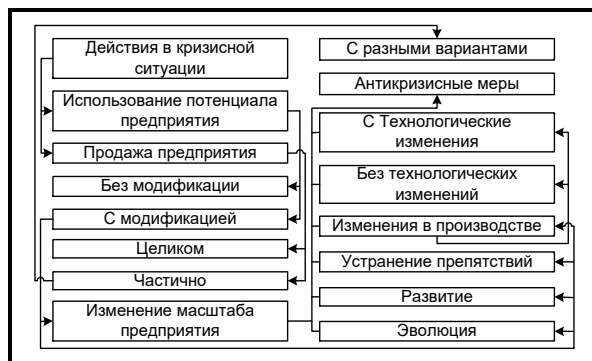 Действия в кризисной
ситуации
Использование потенциала
предприятия
Продажа предприятия
Без модификации
С модификацией
Целиком
Частично
Изменение масштаба
предприятия
С разными вариантами
Антикризисные меры
С Технологические
изменения
Без технологических
изменений
Изменения в производстве
Устранение препятствий
Развитие
Эволюция